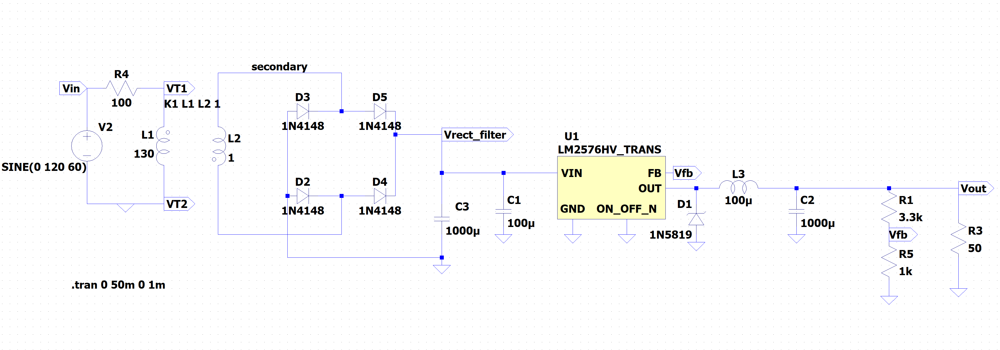 secondary
R4
Vin
100
VT1
K1 L1 L2 1
D3
1N4148
D5
1N4148
V2
SINE(0 120 60)
L1
130
L2
1
VT2
D2
1N4148
D4
1N4148
Vrect_filter
C3
1000µ
C1
100µ
U1
LM2576HV_TRANS
VIN
FB
OUT
GND
ON_OFF_N
Vfb
D1
1N5819
L3
100µ
C2
1000µ
R1
3.3k
Vfb
R5
1k
Vout
R3
50
.tran 0 50m 0 1m